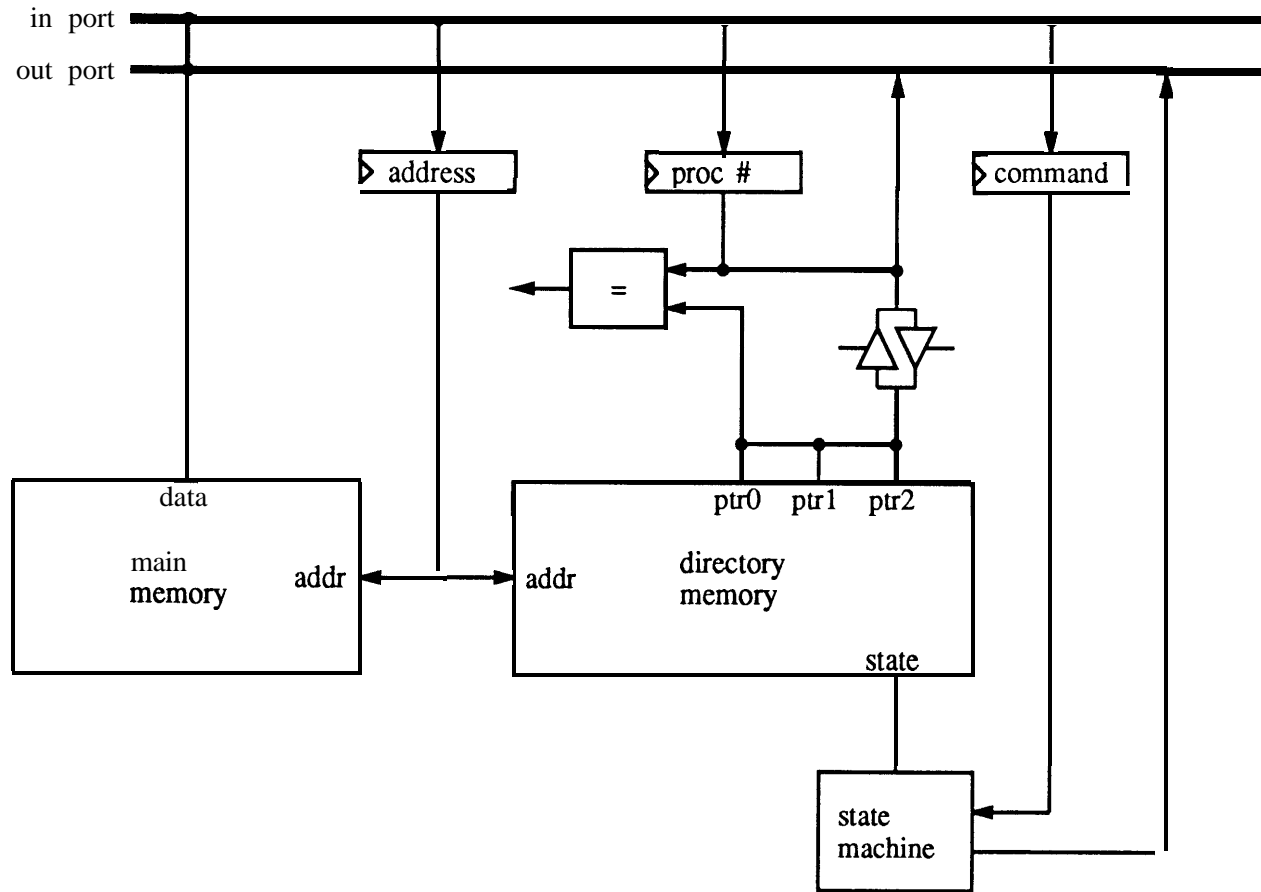 in port
out port
address
proc #
command
=
data
ptr0 ptr1 ptr2
main
memory
addr
addr
directory
memory
state
state
machine